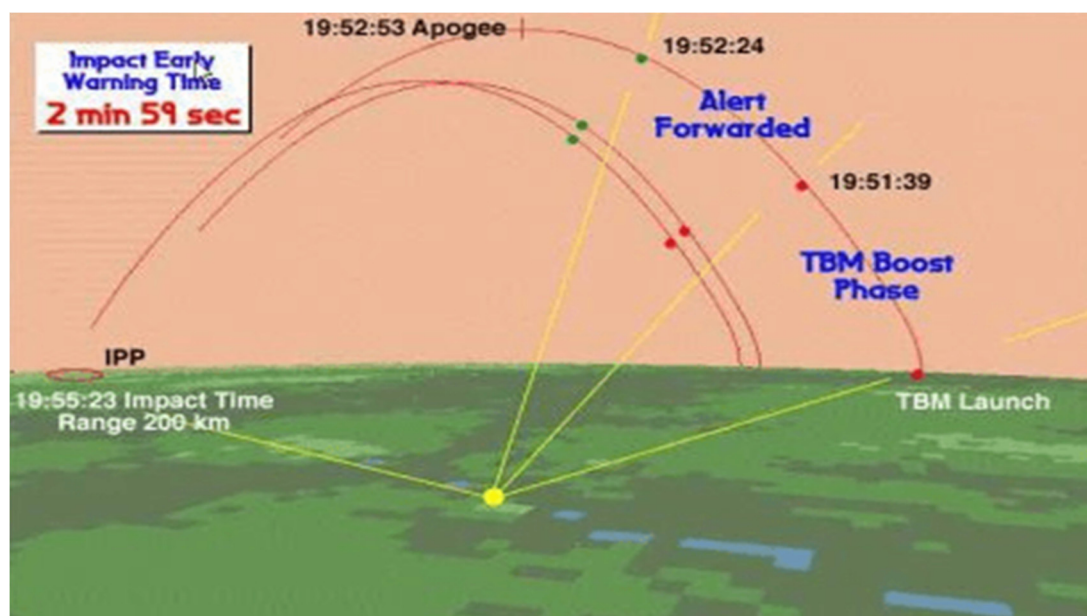 19:52:53 Apogee
19:52:24
Impact Early
Warning Time
2 min 59 sec
Alert
Forwarded
19:51:39
TBM Boost
Phase
IPP
19:55:23 Impact Time
Range 200 km
TBM Launch